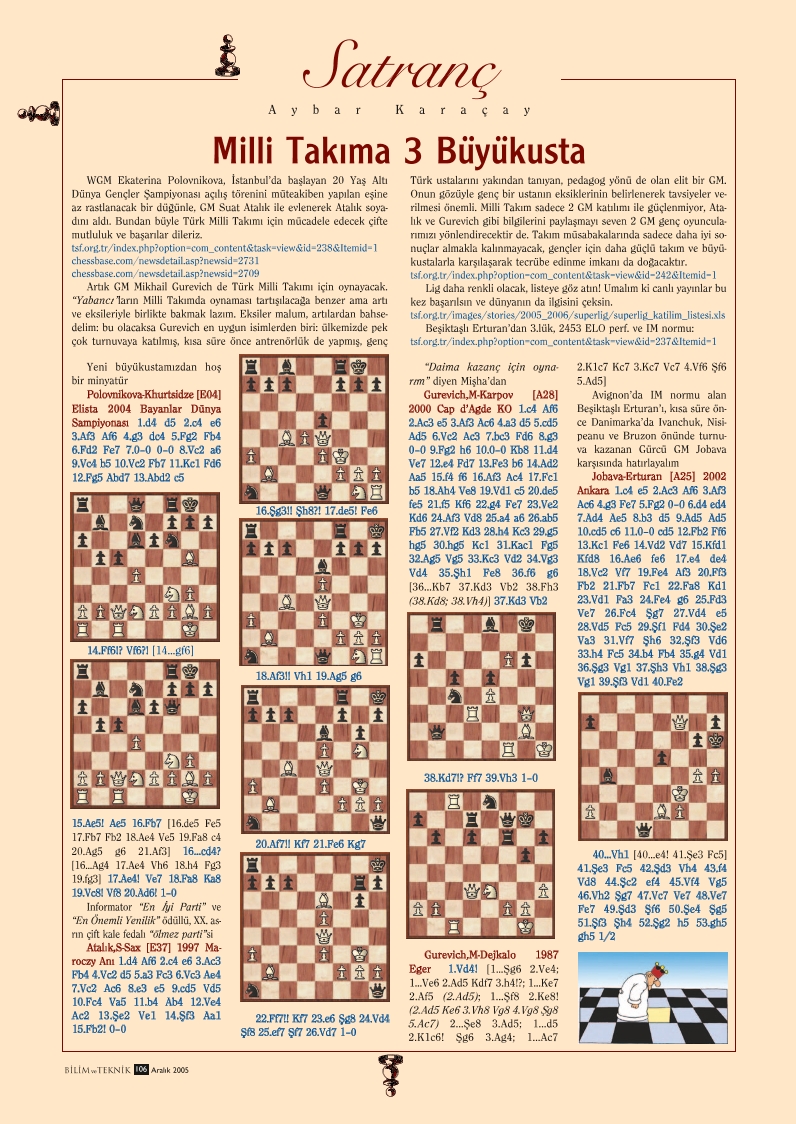 Satranç
Aybar Karaçay
Milli Takıma 3 Büyükusta
WGM Ekaterina Polovnikova, İstanbul'da başlayan 20 Yaş Altı
Dünya Gençler Şampiyonası açılış törenini müteakiben yapılan eşine
az rastlanacak bir düğünle, GM Suat Atalık ile evlenerek Atalık soya-
dını aldı. Bundan böyle Türk Milli Takımı için mücadele edecek çifte
mutluluk ve başarılar dileriz.
tsf.org.tr/index.php?option=com_content&task=view&id=238&Itemid=1
chessbase.com/newsdetail.asp?newsid=2731
chessbase.com/newsdetail.asp?newsid=2709
Artık GM Mikhail Gurevich de Türk Milli Takımı için oynayacak.
"Yabancı"ların Milli Takımda oynaması tartışılacağa benzer ama artı
ve eksileriyle birlikte bakmak lazım. Eksiler malum, artılardan bahse-
delim: bu olacaksa Gurevich en uygun isimlerden biri: ülkemizde pek
çok turnuvaya katılmış, kısa süre önce antrenörlük de yapmış, genç
Türk ustalarını yakından tanıyan, pedagog yönü de olan elit bir GM.
Onun gözüyle genç bir ustanın eksiklerinin belirlenerek tavsiyeler ve-
rilmesi önemli. Milli Takım sadece 2 GM katılımı ile güçlenmiyor, Ata-
lık ve Gurevich gibi bilgilerini paylaşmayı seven 2 GM genç oyuncula-
rımızı yönlendirecektir de. Takım müsabakalarında sadece daha iyi so-
nuçlar almakla kalınmayacak, gençler için daha güçlü takım ve büyü-
kustalarla karşılaşarak tecrübe edinme imkanı da doğacaktır.
tsf.org.tr/index.php?option=com_content&task=view&id=242&Itemid=1
Lig daha renkli olacak, listeye göz atın! Umalım ki canlı yayınlar bu
kez başarılsın ve dünyanın da ilgisini çeksin.
tsf.org.tr/images/stories/2005_2006/superlig/superlig_katilim_listesi.xls
Beşiktaşlı Erturan'dan 3.lük, 2453 ELO perf. ve IM normu:
tsf.org.tr/index.php?option=com_content&task=view&id=237&Itemid=1
Yeni büyükustamızdan hoş
bir minyatür
Polovnikova-Khurtsidze [E04]
Elista 2004 Bayanlar Dünya
Şampiyonası 1.d4 d5 2.c4 e6
3.Af3 Af6 4.g3 dc4 5.Fg2 Fb4
6.Fd2 Fe7 7.0-0 0-0 8.Vc2 a6
9.Vc4 b5 10.Vc2 Fb7 11.Kc1 Fd6
12.Fg5 Abd7 13.Abd2 c5
14.Ff6!? Vf6?! [14...gf6]
15.Ae5! Ae5 16.Fb7 [16.de5 Fe5
17.Fb7 Fb2 18.Ae4 Ve5 19.Fa8 c4
20.Ag5 g6 21.Af3] 16...cd4?
[16...Ag4 17.Ae4 Vh6 18.h4 Fg3
19.fg3] 17.Ae4! Ve7 18.Fa8 Ka8
19.Vc8! Vf8 20.Ad6! 1-0
Informator "En İyi Parti" ve
"En Önemli Yenilik" ödüllü, XX. as-
rın çift kale fedalı "ölmez parti"si
Atalık,S-Sax [E37] 1997 Ma-
roczy Anı 1.d4 Af6 2.c4 e6 3.Ac3
Fb4 4.Vc2 d5 5.a3 Fc3 6.Vc3 Ae4
7.Vc2 Ac6 8.e3 e5 9.cd5 Vd5
10.Fc4 Va5 11.b4 Ab4 12.Ve4
Ac2 13.Şe2 Ve1 14.Şf3 Aa1
15.Fb2! 0-0
16.Şg3!! Şh8?! 17.de5! Fe6
18.Af3!! Vh1 19.Ag5 g6
20.Af7!! Kf7 21.Fe6 Kg7
22.Ff7!! Kf7 23.e6 Şg8 24.Vd4
Şf8 25.ef7 Şf7 26.Vd7 1-0
"Daima kazanç için oyna-
rım" diyen Mişha'dan
Gurevich,M-Karpov [A28]
2000 Cap d'Agde KO 1.c4 Af6
2.Ac3 e5 3.Af3 Ac6 4.a3 d5 5.cd5
Ad5 6.Vc2 Ac3 7.bc3 Fd6 8.g3
0-0 9.Fg2 h6 10.0-0 Kb8 11.d4
Ve7 12.e4 Fd7 13.Fe3 b6 14.Ad2
Aa5 15.f4 f6 16.Af3 Ac4 17.Fc1
b5 18.Ah4 Ve8 19.Vd1 c5 20.de5
fe5 21.f5 Kf6 22.g4 Fe7 23.Ve2
Kd6 24.Af3 Vd8 25.a4 a6 26.ab5
Fb5 27.Vf2 Kd3 28.h4 Kc3 29.g5
hg5 30.hg5 Kc1 31.Kac1 Fg5
32.Ag5 Vg5 33.Kc3 Vd2 34.Vg3
Vd4 35.Şh1 Fe8 36.f6 g6
[36...Kb7 37.Kd3 Vb2 38.Fh3
(38.Kd8; 38.Vh4)] 37.Kd3 Vb2
38.Kd7!? Ff7 39.Vh3 1-0
Gurevich,M-Dejkalo 1987
Eger 1.Vd4! [1...Şg6 2.Ve4;
1...Ve6 2.Ad5 Kdf7 3.h4!?; 1...Ke7
2.Af5 (2.Ad5); 1...Şf8 2.Ke8!
(2.Ad5 Ke6 3.Vh8 Vg8 4.Vg8 Şg8
5.Ac7) 2...Şe8 3.Ad5; 1...d5
2.K1c6! Şg6 3.Ag4; 1...Ac7
2.K1c7 Kc7 3.Kc7 Vc7 4.Vf6 Şf6
5.Ad5]
Avignon'da IM normu alan
Beşiktaşlı Erturan'ı, kısa süre ön-
ce Danimarka'da Ivanchuk, Nisi-
peanu ve Bruzon önünde turnu-
va kazanan Gürcü GM Jobava
karşısında hatırlayalım
Jobava-Erturan [A25] 2002
Ankara 1.c4 e5 2.Ac3 Af6 3.Af3
Ac6 4.g3 Fe7 5.Fg2 0-0 6.d4 ed4
7.Ad4 Ae5 8.b3 d5 9.Ad5 Ad5
10.cd5 c6 11.0-0 cd5 12.Fb2 Ff6
13.Kc1 Fe6 14.Vd2 Vd7 15.Kfd1
Kfd8 16.Ae6 fe6 17.e4 de4
18.Vc2 Vf7 19.Fe4 Af3 20.Ff3
Fb2 21.Fb7 Fc1 22.Fa8 Kd1
23.Vd1 Fa3 24.Fe4 g6 25.Fd3
Ve7 26.Fc4 Şg7 27.Vd4 e5
28.Vd5 Fc5 29.Şf1 Fd4 30.Şe2
Va3 31.Vf7 Şh6 32.Şf3 Vd6
33.h4 Fc5 34.b4 Fb4 35.g4 Vd1
36.Şg3 Vg1 37.Şh3 Vh1 38.Şg3
Vg1 39.Şf3 Vd1 40.Fe2
40...Vh1 [40...e4! 41.Şe3 Fc5]
41.Şe3 Fc5 42.Şd3 Vh4 43.f4
Vd8 44.Şc2 ef4 45.Vf4 Vg5
46.Vh2 Şg7 47.Vc7 Ve7 48.Ve7
Fe7 49.Şd3 Şf6 50.Şe4 Şg5
51.Şf3 Şh4 52.Şg2 h5 53.gh5
gh5 1/2
BİLİM ve TEKNİK 106 Aralık 2005